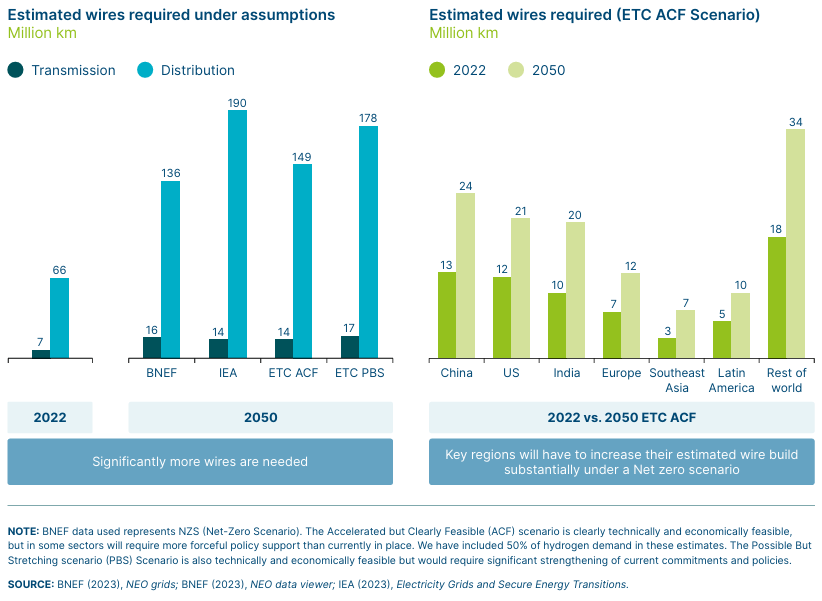 Estimated wires required under assumptions
Million km
Transmission Distribution
190
178
149
136
66
7
16
14
14
17
BNEF IEA ETC ACF ETC PBS
2022 2050
Significantly more wires are needed
Estimated wires required (ETC ACF Scenario)
Million km
2022 2050
34
24
21
20
18
13
12
10
12
7
3
7
5
10
China US India Europe Southeast Latin Rest of
Asia America world
2022 vs. 2050 ETC ACF
Key regions will have to increase their estimated wire build
substantially under a Net zero scenario
NOTE: BNEF data used represents NZS (Net-Zero Scenario). The Accelerated but Clearly Feasible (ACF) scenario is clearly technically and economically feasible,
but in some sectors will require more forceful policy support than currently in place. We have included 50% of hydrogen demand in these estimates. The Possible But
Stretching scenario (PBS) Scenario is also technically and economically feasible but would require significant strengthening of current commitments and policies.
SOURCE: BNEF (2023), NEO grids; BNEF (2023), NEO data viewer; IEA (2023), Electricity Grids and Secure Energy Transitions.